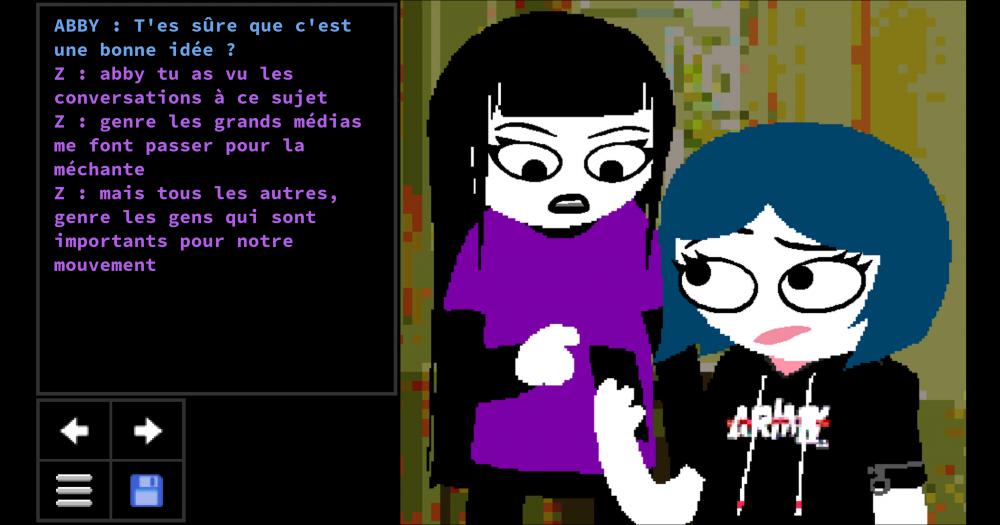 ABBY : T'es sûre que c'est
une bonne idée ?
Z : abby tu as vu les
conversations à ce sujet
Z : genre les grands médias
me font passer pour la
méchante
Z : mais tous les autres,
genre les gens qui sont
importants pour notre
mouvement